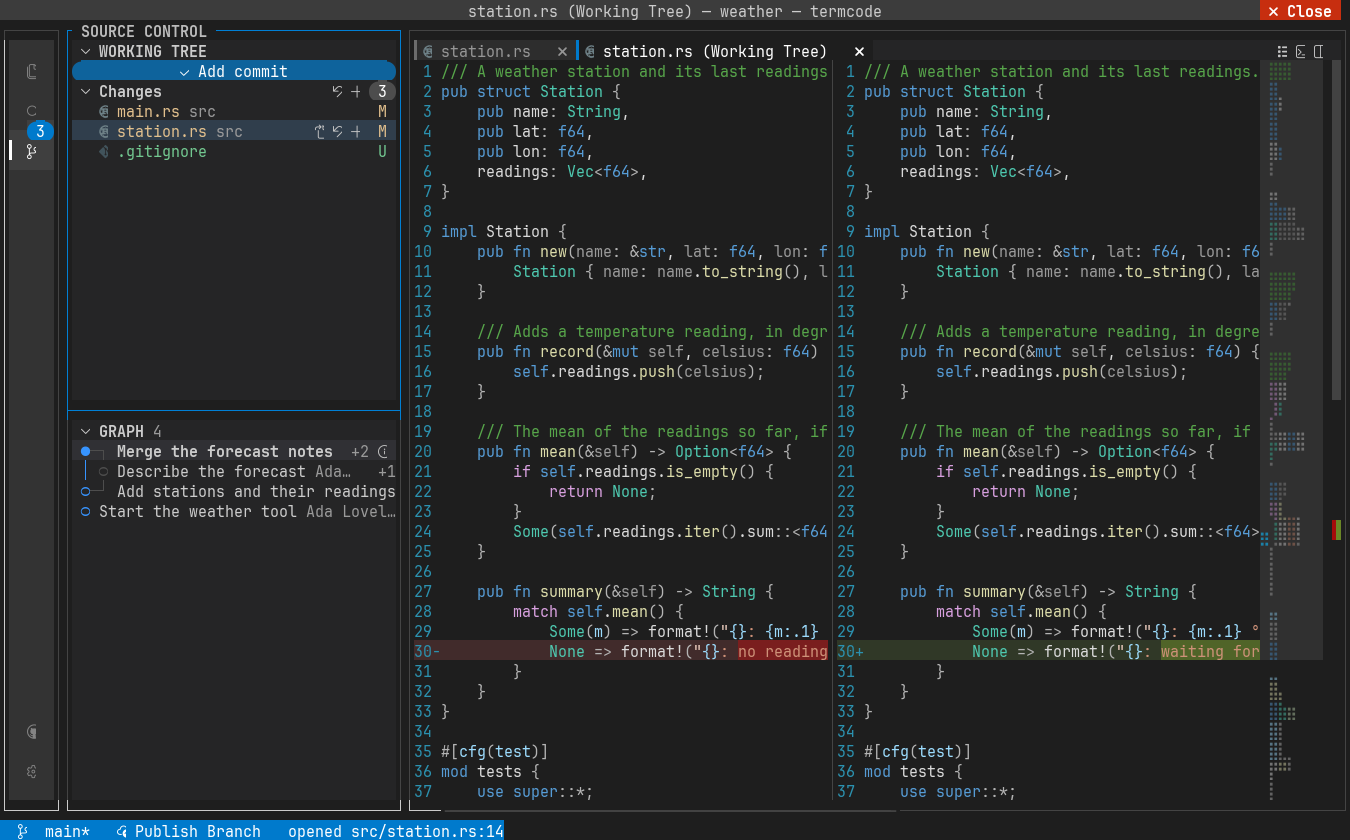 station.rs (Working Tree) — weather — termcode
× Close
SOURCE CONTROL
WORKING TREE
Add commit
Changes 3
main.rs src M
station.rs src M
.gitignore U
3
GRAPH 4
Merge the forecast notes +2
Describe the forecast Ada… +1
Add stations and their readings
Start the weather tool Ada Lovel…
station.rs ×
station.rs (Working Tree) ×
1 /// A weather station and its last readings
2 pub struct Station {
3     pub name: String,
4     pub lat: f64,
5     pub lon: f64,
6     readings: Vec<f64>,
7 }
8
9 impl Station {
10     pub fn new(name: &str, lat: f64, lon: f
11         Station { name: name.to_string(), l
12     }
13
14     /// Adds a temperature reading, in degr
15     pub fn record(&mut self, celsius: f64)
16         self.readings.push(celsius);
17     }
18
19     /// The mean of the readings so far, if
20     pub fn mean(&self) -> Option<f64> {
21         if self.readings.is_empty() {
22             return None;
23         }
24         Some(self.readings.iter().sum::<f64
25     }
26
27     pub fn summary(&self) -> String {
28         match self.mean() {
29             Some(m) => format!("{}: {m:.1}
30-             None => format!("{}: no reading
31         }
32     }
33 }
34
35 #[cfg(test)]
36 mod tests {
37     use super::*;
1 /// A weather station and its last readings.
2 pub struct Station {
3     pub name: String,
4     pub lat: f64,
5     pub lon: f64,
6     readings: Vec<f64>,
7 }
8
9 impl Station {
10     pub fn new(name: &str, lat: f64, lon: f6
11         Station { name: name.to_string(), la
12     }
13
14     /// Adds a temperature reading, in degre
15     pub fn record(&mut self, celsius: f64) {
16         self.readings.push(celsius);
17     }
18
19     /// The mean of the readings so far, if
20     pub fn mean(&self) -> Option<f64> {
21         if self.readings.is_empty() {
22             return None;
23         }
24         Some(self.readings.iter().sum::<f64>
25     }
26
27     pub fn summary(&self) -> String {
28         match self.mean() {
29             Some(m) => format!("{}: {m:.1} °
30+             None => format!("{}: waiting for
31         }
32     }
33 }
34
35 #[cfg(test)]
36 mod tests {
37     use super::*;
main* Publish Branch opened src/station.rs:14